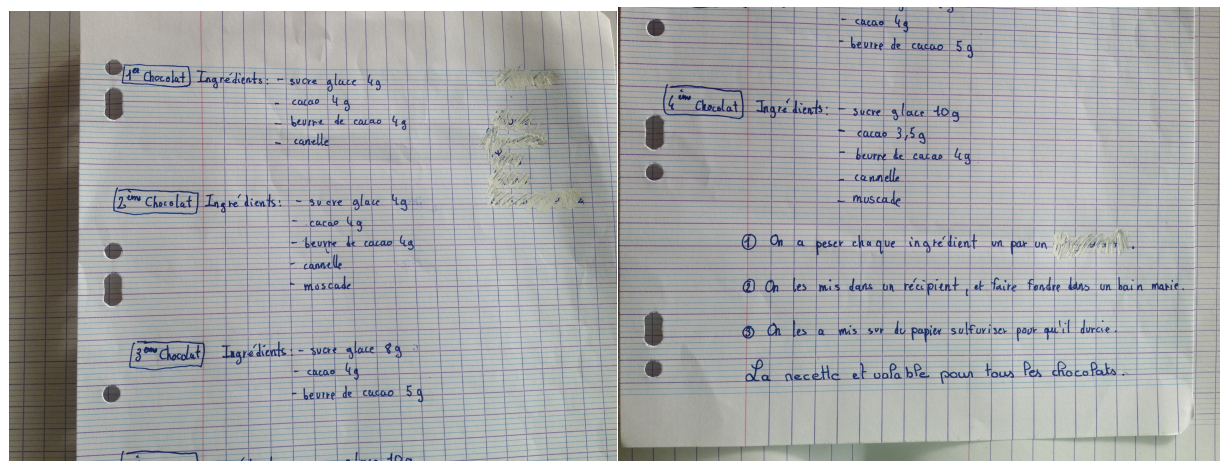 1er Chocolat Ingrédients: - sucre glace 4g
- cacao 4g
- beurre de cacao 4g
- canelle
2ème Chocolat Ingrédients: - sucre glace 4g
- cacao 4g
- beurre de cacao 4g
- cannelle
- moscade
3ème Chocolat Ingrédients: - sucre glace 8g
- cacao 4g
- beurre de cacao 5g
- cacao 4g
- beurre de cacao 5g
4ème Chocolat Ingrédients: - sucre glace 10g
- cacao 3,5g
- beurre de cacao 4g
- cannelle
- muscade
① On a peser chaque ingrédient un par un .
② On les mis dans un récipient, et faire fondre dans un bain marie.
③ On les a mis sur du papier sulfuriser pour qu'il durcie.
La recette et valable pour tous les chocolats.